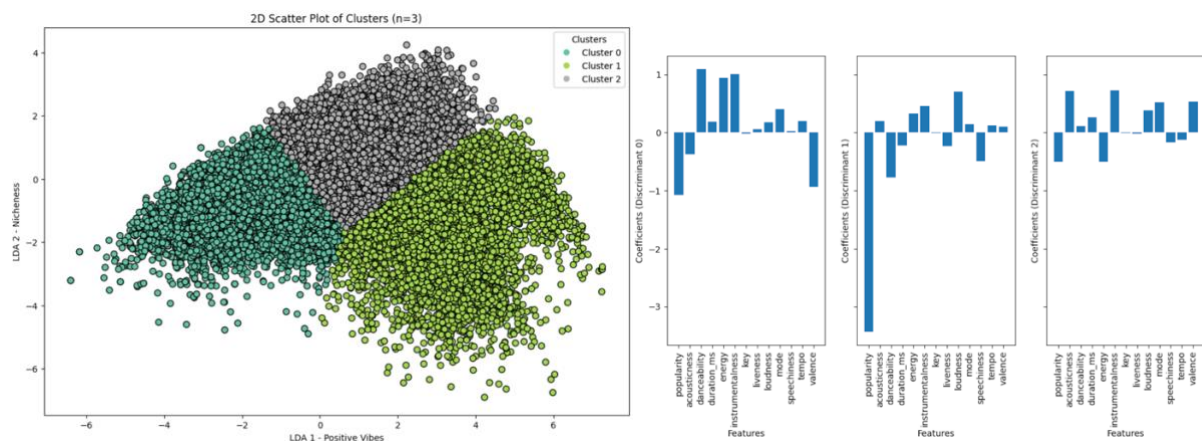 2D Scatter Plot of Clusters (n=3)
Clusters
Cluster 0
Cluster 1
Cluster 2
LDA 2 - Nicheness
4
2
0
−2
−4
−6
−6
−4
−2
0
2
4
6
LDA 1 - Positive Vibes
Coefficients (Discriminant 0)
1
0
−1
−2
−3
popularity
acousticness
danceability
duration_ms
energy
instrumentalness
key
liveness
loudness
mode
speechiness
tempo
valence
Features
Coefficients (Discriminant 1)
popularity
acousticness
danceability
duration_ms
energy
instrumentalness
key
liveness
loudness
mode
speechiness
tempo
valence
Features
Coefficients (Discriminant 2)
popularity
acousticness
danceability
duration_ms
energy
instrumentalness
key
liveness
loudness
mode
speechiness
tempo
valence
Features